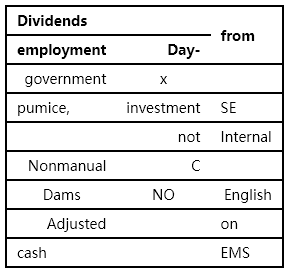 Dividends from
employment Day-
government x
pumice, investment SE
not Internal
Nonmanual C
Dams NO English
Adjusted on
cash EMS